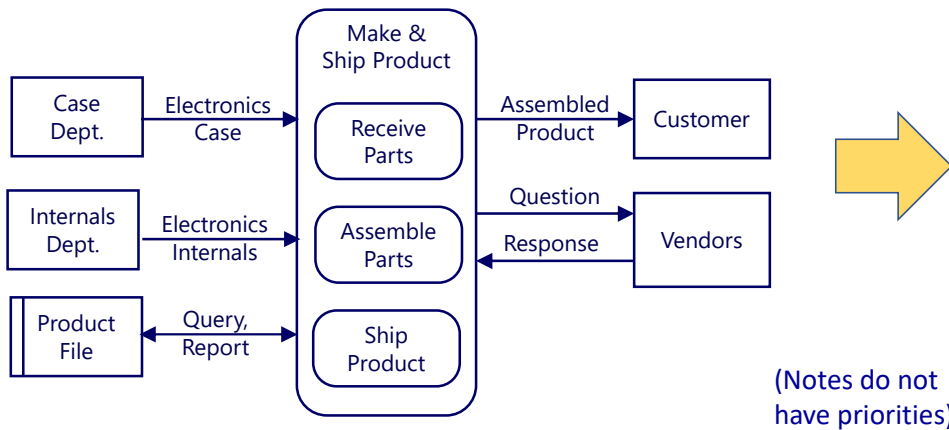 Make &
Ship Product
Case
Dept.
Electronics
Case
Receive
Parts
Assembled
Product
Customer
Internals
Dept.
Electronics
Internals
Assemble
Parts
Question
Response
Vendors
Product
File
Query,
Report
Ship
Product
(Notes do not
have priorities)